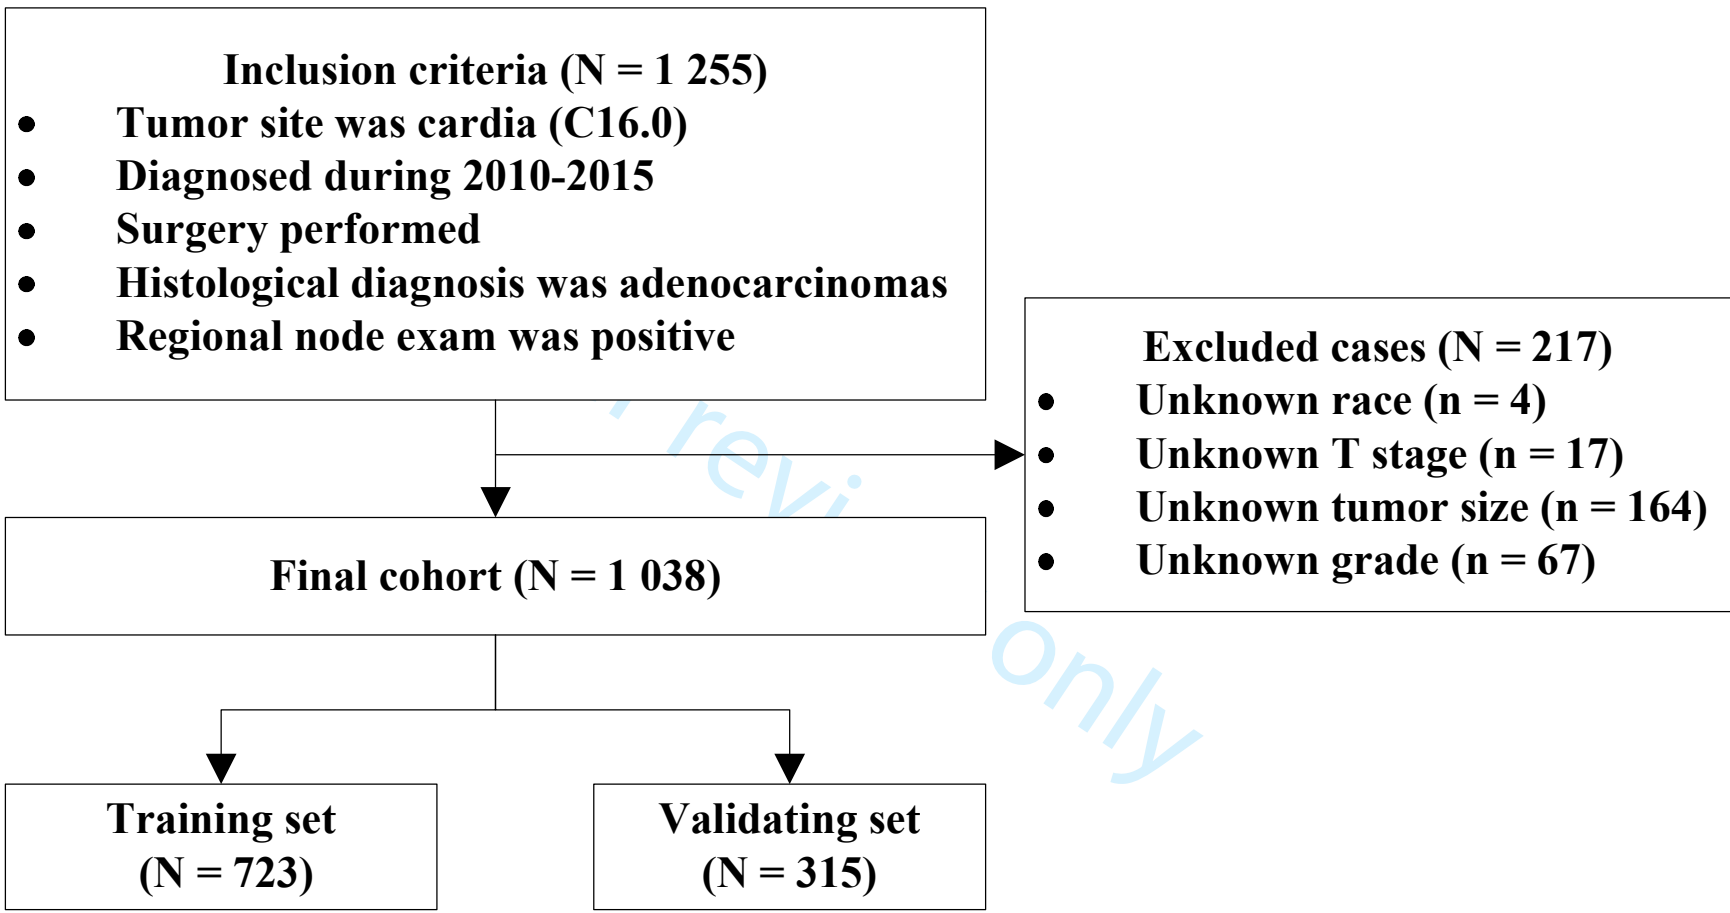 Inclusion criteria (N = 1 255)
• Tumor site was cardia (C16.0)
• Diagnosed during 2010-2015
• Surgery performed
• Histological diagnosis was adenocarcinomas
• Regional node exam was positive
Excluded cases (N = 217)
• Unknown race (n = 4)
• Unknown T stage (n = 17)
• Unknown tumor size (n = 164)
• Unknown grade (n = 67)
Final cohort (N = 1 038)
Training set
(N = 723)
Validating set
(N = 315)
only